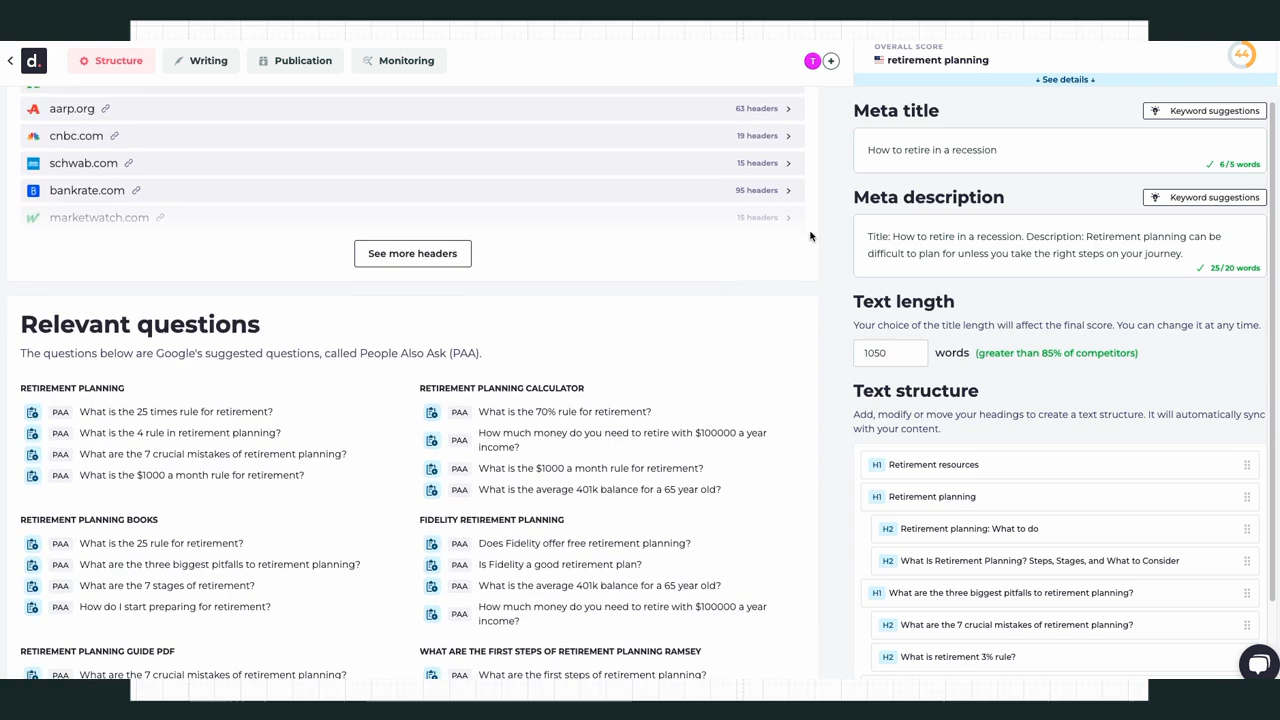 d.
Structure
Writing
Publication
Monitoring
T
+
OVERALL SCORE
retirement planning
44
↓ See details ↓
aarp.org
63 headers
cnbc.com
19 headers
schwab.com
15 headers
bankrate.com
95 headers
marketwatch.com
15 headers
See more headers
Relevant questions
The questions below are Google's suggested questions, called People Also Ask (PAA).
RETIREMENT PLANNING
PAA What is the 25 times rule for retirement?
PAA What is the 4 rule in retirement planning?
PAA What are the 7 crucial mistakes of retirement planning?
PAA What is the $1000 a month rule for retirement?
RETIREMENT PLANNING CALCULATOR
PAA What is the 70% rule for retirement?
PAA How much money do you need to retire with $100000 a year
income?
PAA What is the $1000 a month rule for retirement?
PAA What is the average 401k balance for a 65 year old?
RETIREMENT PLANNING BOOKS
PAA What is the 25 rule for retirement?
PAA What are the three biggest pitfalls to retirement planning?
PAA What are the 7 stages of retirement?
PAA How do I start preparing for retirement?
FIDELITY RETIREMENT PLANNING
PAA Does Fidelity offer free retirement planning?
PAA Is Fidelity a good retirement plan?
PAA What is the average 401k balance for a 65 year old?
PAA How much money do you need to retire with $100000 a year
income?
RETIREMENT PLANNING GUIDE PDF
PAA What are the 7 crucial mistakes of retirement planning?
WHAT ARE THE FIRST STEPS OF RETIREMENT PLANNING RAMSEY
PAA What are the first steps of retirement planning?
Meta title
Keyword suggestions
How to retire in a recession
✓ 6 / 5 words
Meta description
Keyword suggestions
Title: How to retire in a recession. Description: Retirement planning can be
difficult to plan for unless you take the right steps on your journey.
✓ 25 / 20 words
Text length
Your choice of the title length will affect the final score. You can change it at any time.
1050 words (greater than 85% of competitors)
Text structure
Add, modify or move your headings to create a text structure. It will automatically sync
with your content.
H1 Retirement resources
H1 Retirement planning
H2 Retirement planning: What to do
H2 What Is Retirement Planning? Steps, Stages, and What to Consider
H1 What are the three biggest pitfalls to retirement planning?
H2 What are the 7 crucial mistakes of retirement planning?
H2 What is retirement 3% rule?